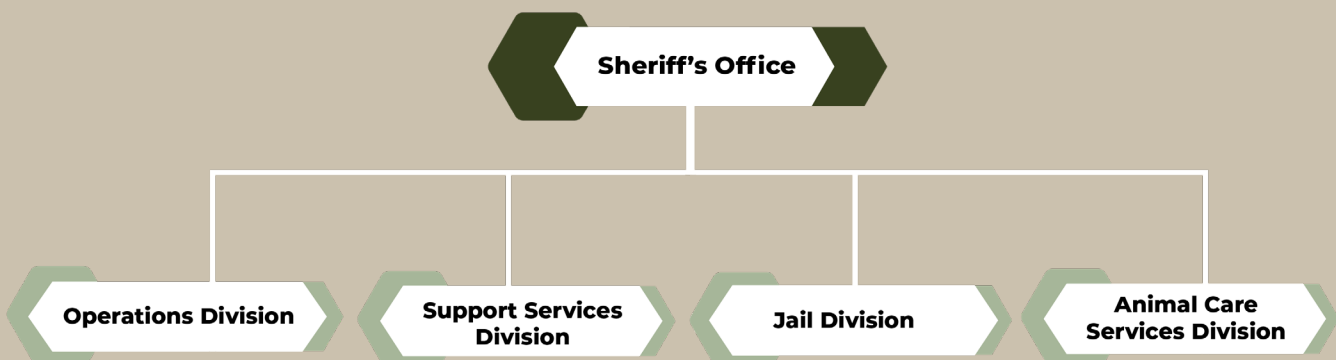 Sheriff’s Office
Operations Division
Support Services
Division
Jail Division
Animal Care
Services Division